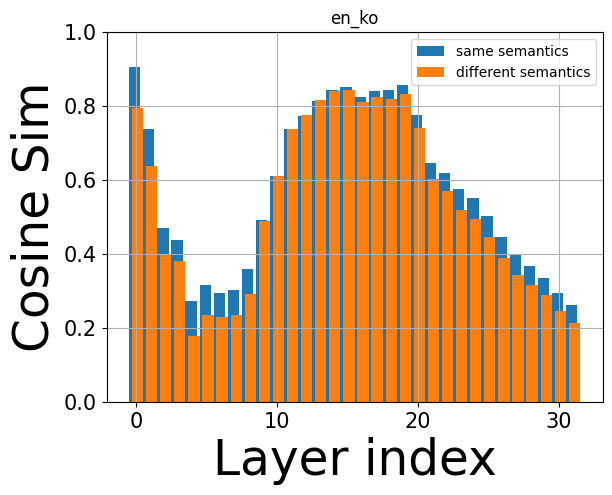 en_ko
same semantics
different semantics
Cosine Sim
1.0
0.8
0.6
0.4
0.2
0.0
0 10 20 30
Layer index